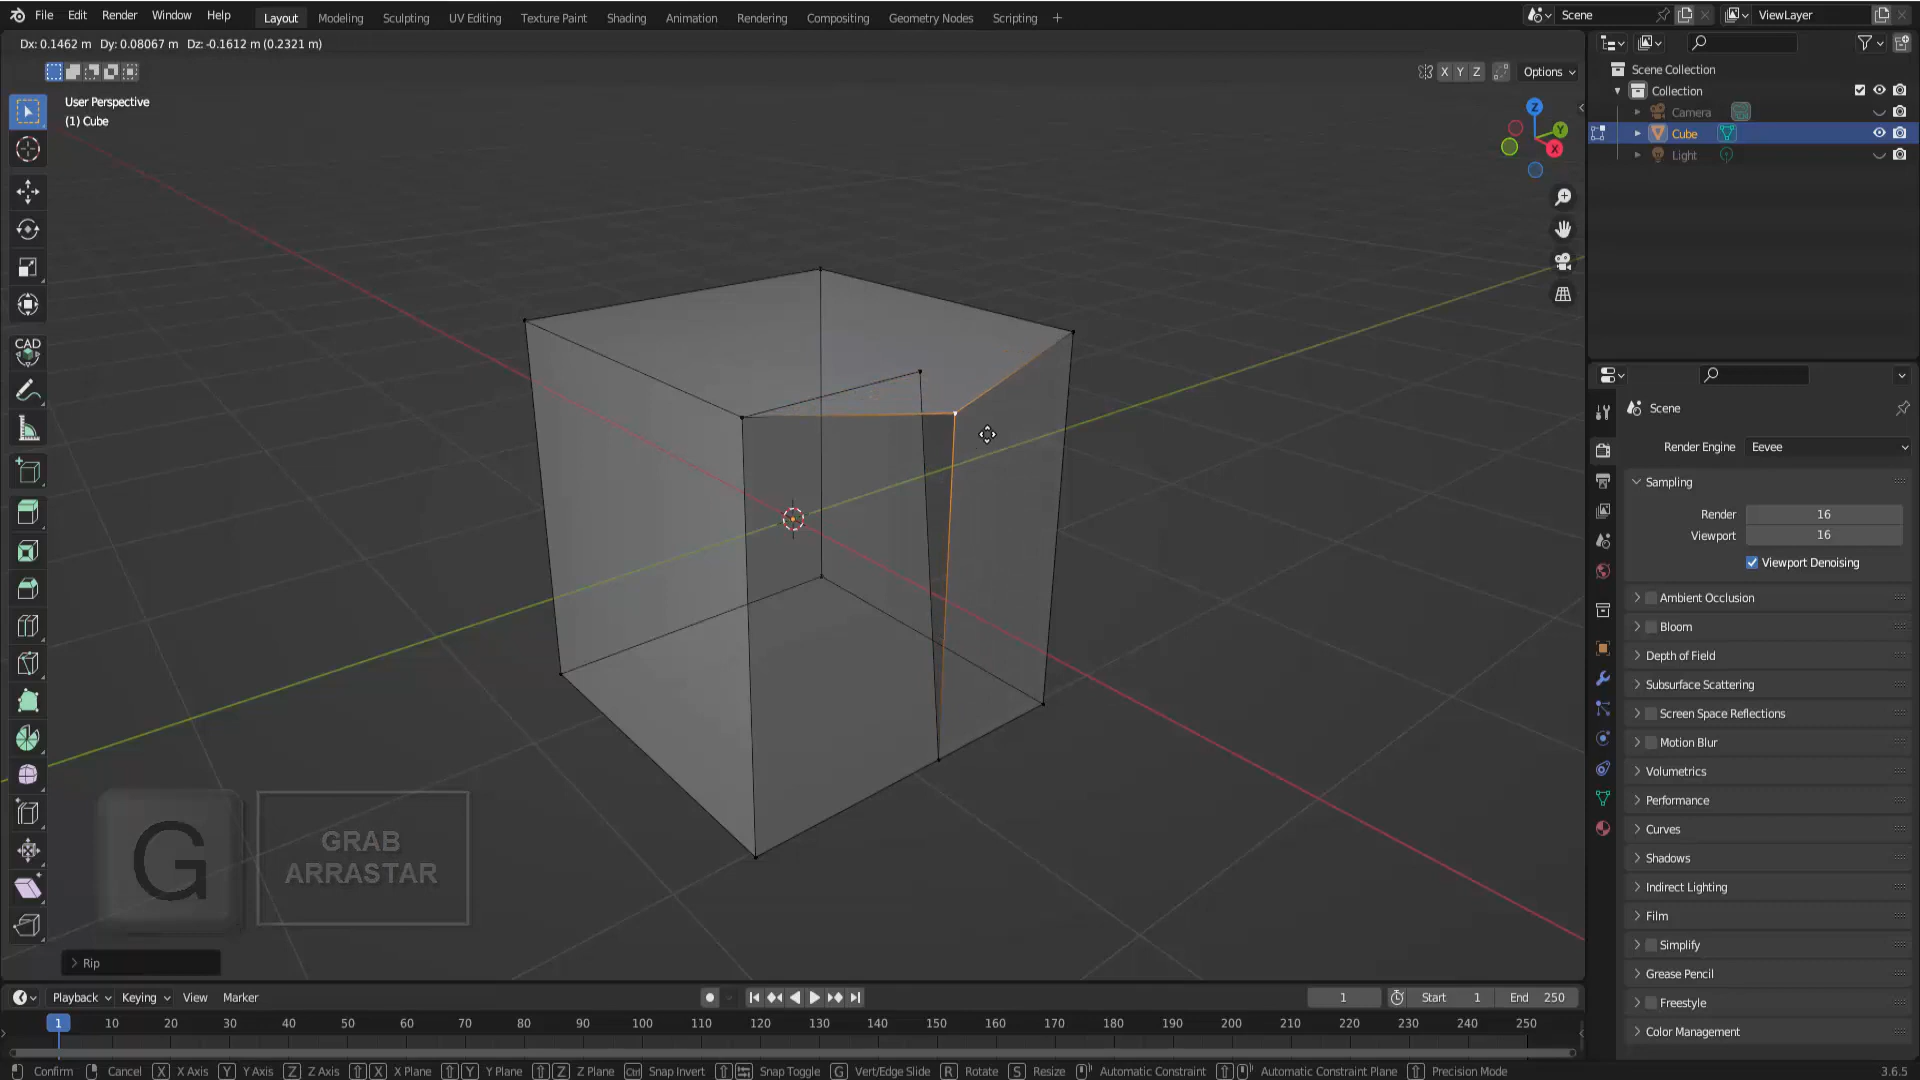 File Edit Render Window Help Layout Modeling Sculpting UV Editing Texture Paint Shading Animation Rendering Compositing Geometry Nodes Scripting + Scene ViewLayer
Dx: 0.1462 m Dy: 0.08067 m Dz: -0.1612 m (0.2321 m)
X Y Z Options
User Perspective
(1) Cube
Z
Y
X
CAD
G
GRAB
ARRASTAR
Rip
Scene Collection
Collection
Camera
Cube
Light
Scene
Render Engine Eevee
Sampling
Render 16
Viewport 16
Viewport Denoising
Ambient Occlusion
Bloom
Depth of Field
Subsurface Scattering
Screen Space Reflections
Motion Blur
Volumetrics
Performance
Curves
Shadows
Indirect Lighting
Film
Simplify
Grease Pencil
Freestyle
Color Management
Playback Keying View Marker 1 Start 1 End 250
1 10 20 30 40 50 60 70 80 90 100 110 120 130 140 150 160 170 180 190 200 210 220 230 240 250
Confirm Cancel X X Axis Y Y Axis Z Z Axis X X Plane Y Y Plane Z Z Plane Ctrl Snap Invert Snap Toggle G Vert/Edge Slide R Rotate S Resize Automatic Constraint Automatic Constraint Plane Precision Mode 3.6.5